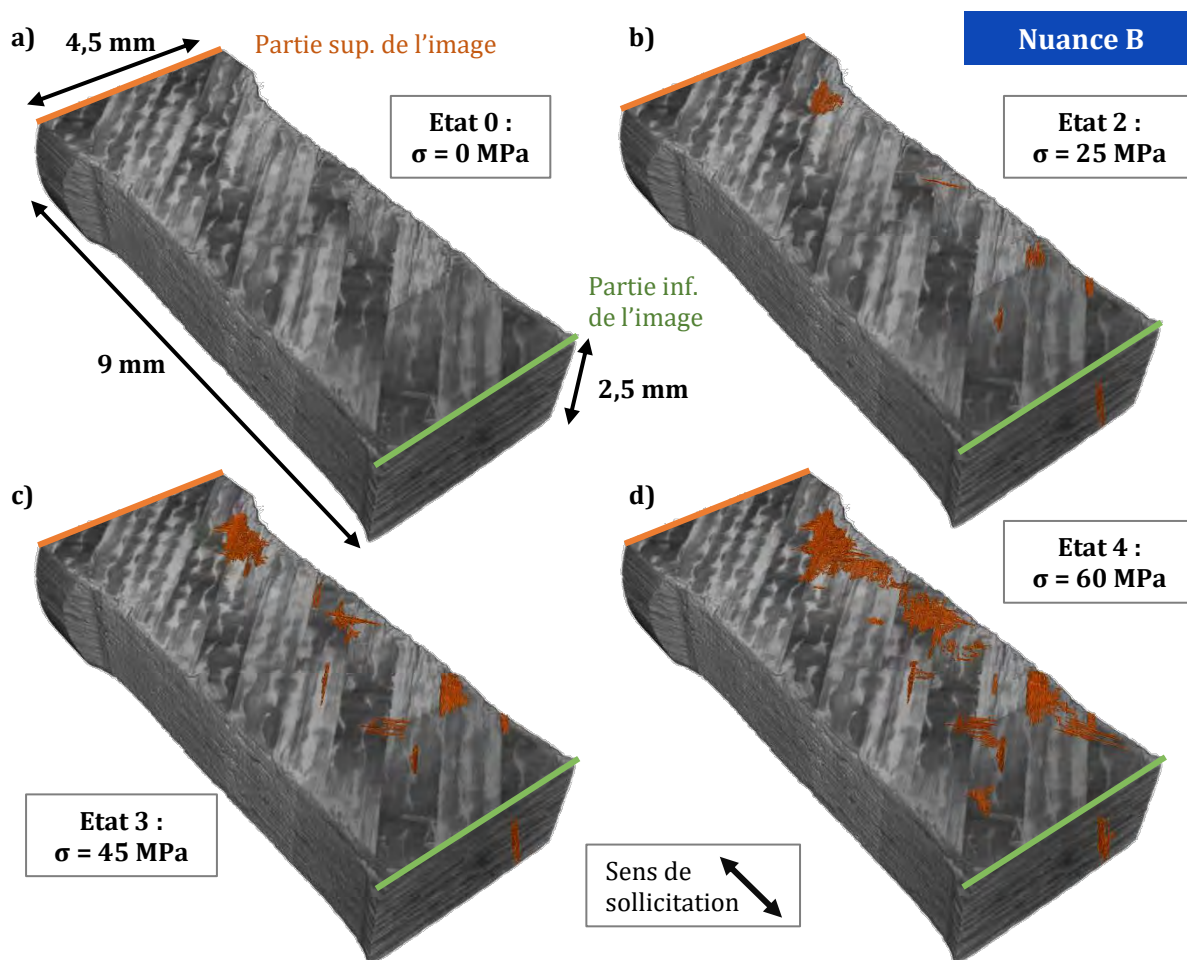 a)
4,5 mm
Partie sup. de l'image
b)
Nuance B
Etat 0 :
σ = 0 MPa
Etat 2 :
σ = 25 MPa
Partie inf.
de l'image
9 mm
2,5 mm
c)
d)
Etat 4 :
σ = 60 MPa
Etat 3 :
σ = 45 MPa
Sens de
sollicitation